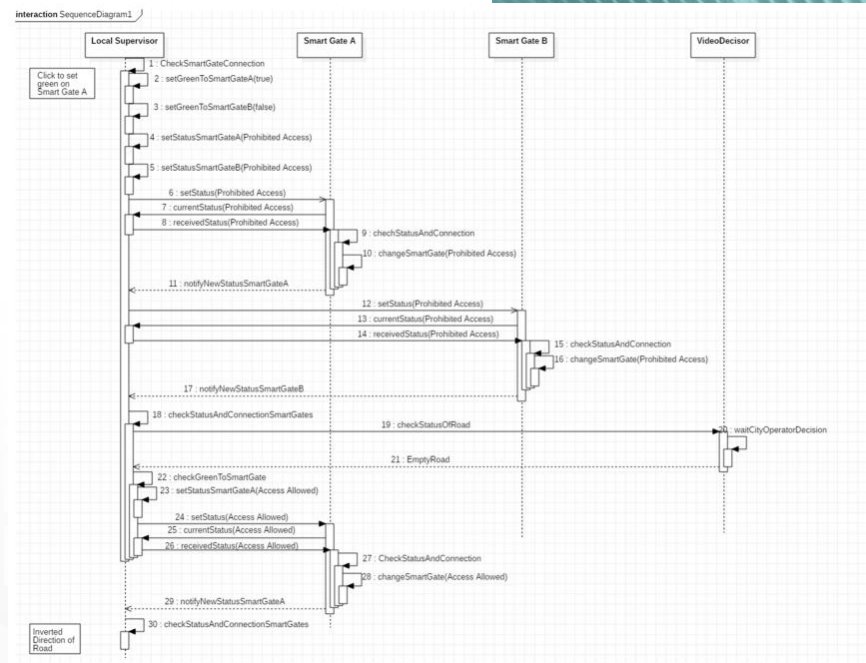 interaction SequenceDiagram1
Local Supervisor
Smart Gate A
Smart Gate B
VideoDecisor
Click to set
green on
Smart Gate A
1 : CheckSmartGateConnection
2 : setGreenToSmartGateA(true)
3 : setGreenToSmartGateB(false)
4 : setStatusSmartGateA(Prohibited Access)
5 : setStatusSmartGateB(Prohibited Access)
6 : setStatus(Prohibited Access)
7 : currentStatus(Prohibited Access)
8 : receivedStatus(Prohibited Access)
9 : chechStatusAndConnection
10 : changeSmartGate(Prohibited Access)
11 : notifyNewStatusSmartGateA
12 : setStatus(Prohibited Access)
13 : currentStatus(Prohibited Access)
14 : receivedStatus(Prohibited Access)
15 : checkStatusAndConnection
16 : changeSmartGate(Prohibited Access)
17 : notifyNewStatusSmartGateB
18 : checkStatusAndConnectionSmartGates
19 : checkStatusOfRoad
20 : waitCityOperatorDecision
21 : EmptyRoad
22 : checkGreenToSmartGate
23 : setStatusSmartGateA(Access Allowed)
24 : setStatus(Access Allowed)
25 : currentStatus(Access Allowed)
26 : receivedStatus(Access Allowed)
27 : CheckStatusAndConnection
28 : changeSmartGate(Access Allowed)
29 : notifyNewStatusSmartGateA
30 : checkStatusAndConnectionSmartGates
Inverted
Direction of
Road